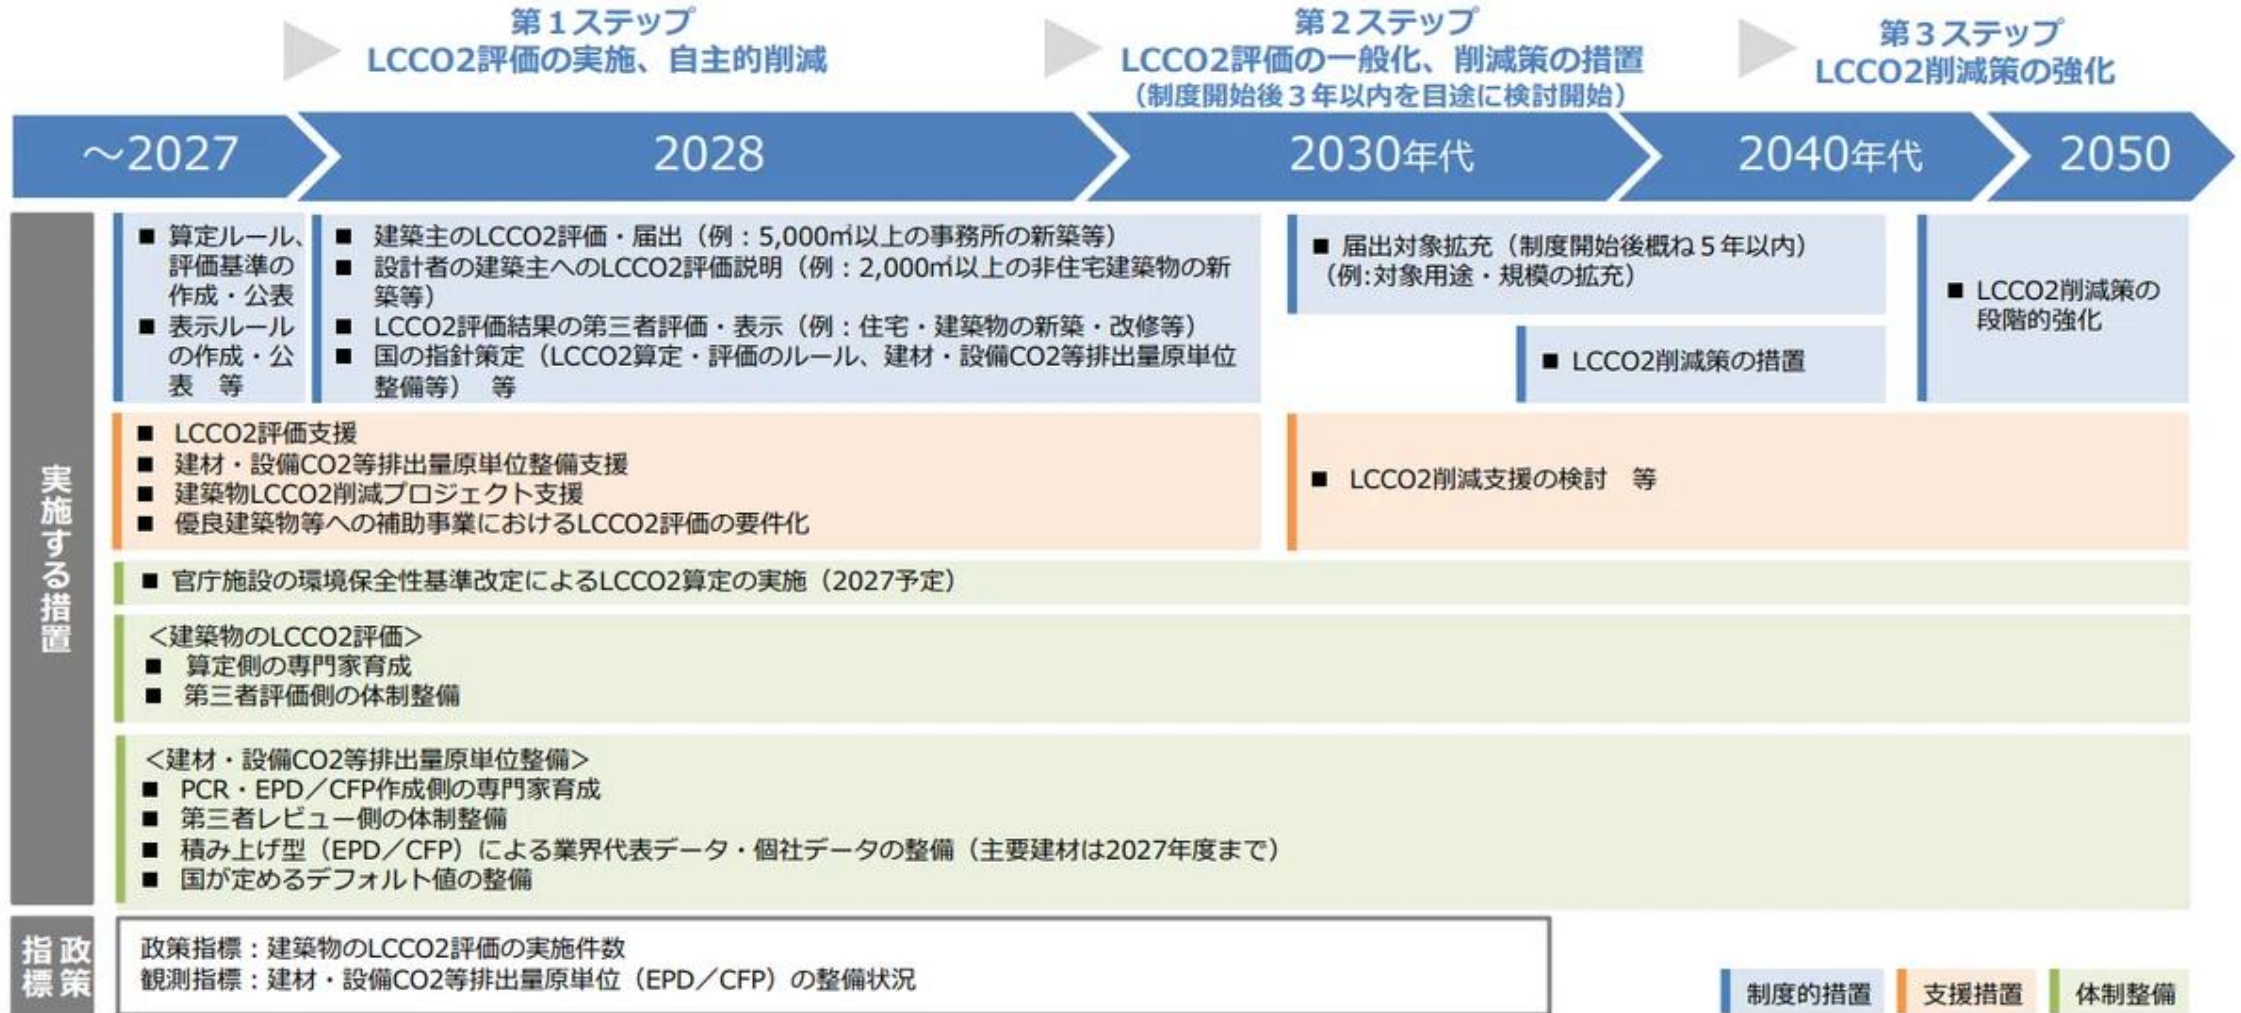 第１ステップ
LCCO2評価の実施、自主的削減
第２ステップ
LCCO2評価の一般化、削減策の措置
（制度開始後３年以内を目途に検討開始）
第３ステップ
LCCO2削減策の強化
～2027
2028
2030年代
2040年代
2050
実施する措置
■ 算定ルール、
評価基準の
作成・公表
■ 表示ルール
の作成・公
表　等
■ 建築主のLCCO2評価・届出（例：5,000㎡以上の事務所の新築等）
■ 設計者の建築主へのLCCO2評価説明（例：2,000㎡以上の非住宅建築物の新
築等）
■ LCCO2評価結果の第三者評価・表示（例：住宅・建築物の新築・改修等）
■ 国の指針策定（LCCO2算定・評価のルール、建材・設備CO2等排出量原単位
整備等）　等
■ 届出対象拡充（制度開始後概ね５年以内）
（例:対象用途・規模の拡充）
■ LCCO2削減策の措置
■ LCCO2削減策の
段階的強化
■ LCCO2評価支援
■ 建材・設備CO2等排出量原単位整備支援
■ 建築物LCCO2削減プロジェクト支援
■ 優良建築物等への補助事業におけるLCCO2評価の要件化
■ LCCO2削減支援の検討　等
■ 官庁施設の環境保全性基準改定によるLCCO2算定の実施（2027予定）
＜建築物のLCCO2評価＞
■ 算定側の専門家育成
■ 第三者評価側の体制整備
＜建材・設備CO2等排出量原単位整備＞
■ PCR・EPD／CFP作成側の専門家育成
■ 第三者レビュー側の体制整備
■ 積み上げ型（EPD／CFP）による業界代表データ・個社データの整備（主要建材は2027年度まで）
■ 国が定めるデフォルト値の整備
政策
指標
政策指標：建築物のLCCO2評価の実施件数
観測指標：建材・設備CO2等排出量原単位（EPD／CFP）の整備状況
制度的措置
支援措置
体制整備